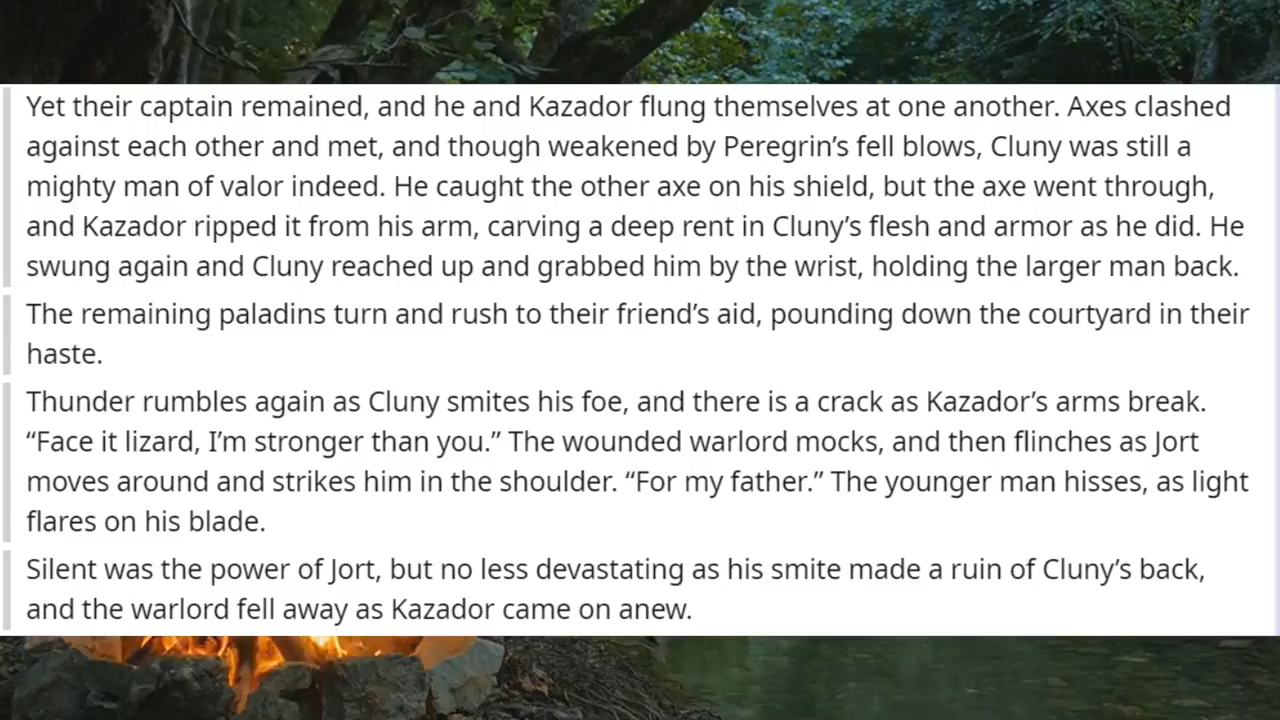 Yet their captain remained, and he and Kazador flung themselves at one another. Axes clashed
against each other and met, and though weakened by Peregrin’s fell blows, Cluny was still a
mighty man of valor indeed. He caught the other axe on his shield, but the axe went through,
and Kazador ripped it from his arm, carving a deep rent in Cluny’s flesh and armor as he did. He
swung again and Cluny reached up and grabbed him by the wrist, holding the larger man back.
The remaining paladins turn and rush to their friend’s aid, pounding down the courtyard in their
haste.
Thunder rumbles again as Cluny smites his foe, and there is a crack as Kazador’s arms break.
“Face it lizard, I’m stronger than you.” The wounded warlord mocks, and then flinches as Jort
moves around and strikes him in the shoulder. “For my father.” The younger man hisses, as light
flares on his blade.
Silent was the power of Jort, but no less devastating as his smite made a ruin of Cluny’s back,
and the warlord fell away as Kazador came on anew.